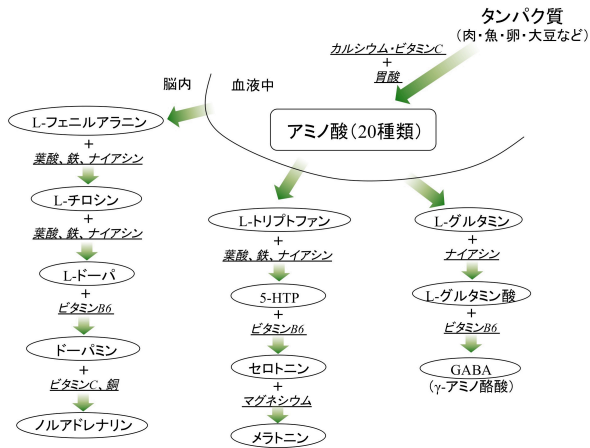 タンパク質
(肉・魚・卵・大豆など)
カルシウム・ビタミンC
+
胃酸
脳内
血液中
アミノ酸(20種類)
L-フェニルアラニン
+
葉酸、鉄、ナイアシン
L-チロシン
+
葉酸、鉄、ナイアシン
L-ドーパ
+
ビタミンB6
ドーパミン
+
ビタミンC、銅
ノルアドレナリン
L-トリプトファン
+
葉酸、鉄、ナイアシン
5-HTP
+
ビタミンB6
セロトニン
+
マグネシウム
メラトニン
L-グルタミン
+
ナイアシン
L-グルタミン酸
+
ビタミンB6
GABA
(γ-アミノ酪酸)